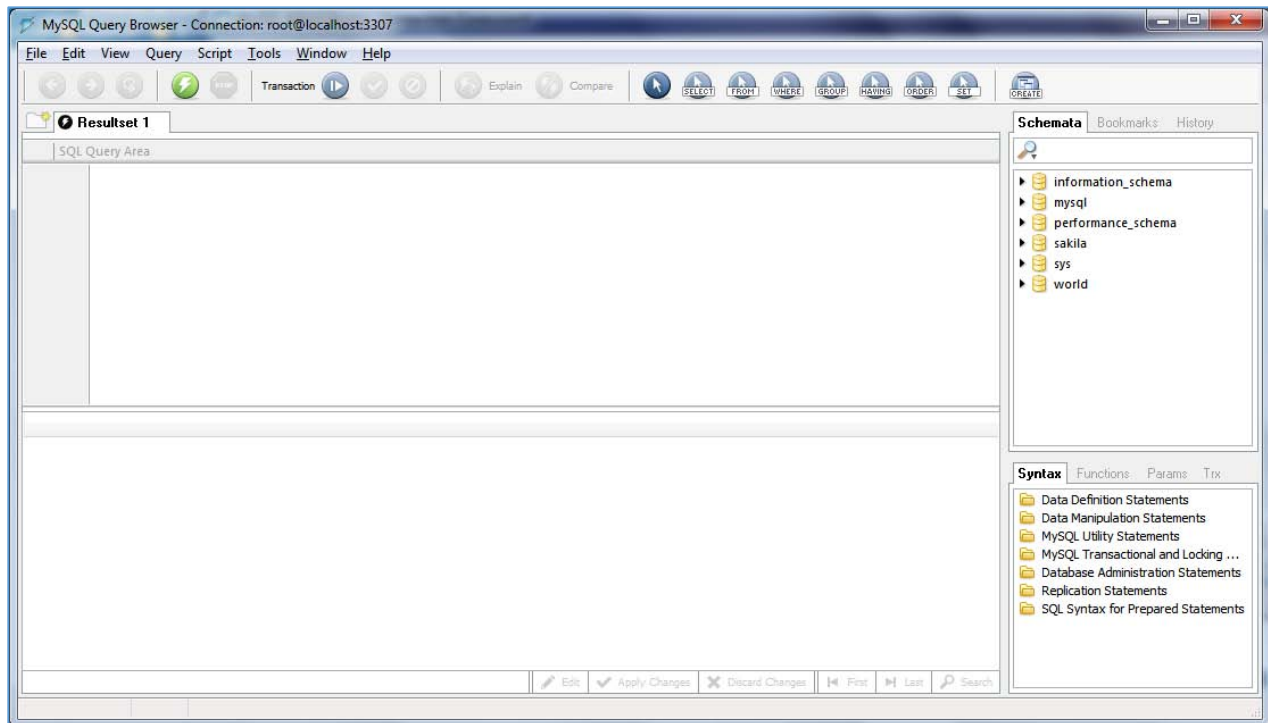 MySQL Query Browser - Connection: root@localhost:3307
File Edit View Query Script Tools Window Help
Transaction Explain Compare SELECT FROM WHERE GROUP HAVING ORDER SET CREATE
Resultset 1
SQL Query Area
Schemata Bookmarks History
information_schema
mysql
performance_schema
sakila
sys
world
Syntax Functions Params Trx
Data Definition Statements
Data Manipulation Statements
MySQL Utility Statements
MySQL Transactional and Locking ...
Database Administration Statements
Replication Statements
SQL Syntax for Prepared Statements
Edit Apply Changes Discard Changes First Last Search